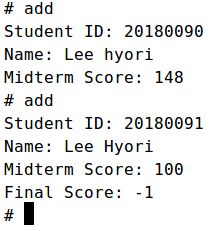 # add
Student ID: 20180090
Name: Lee hyori
Midterm Score: 148
# add
Student ID: 20180091
Name: Lee Hyori
Midterm Score: 100
Final Score: -1
#